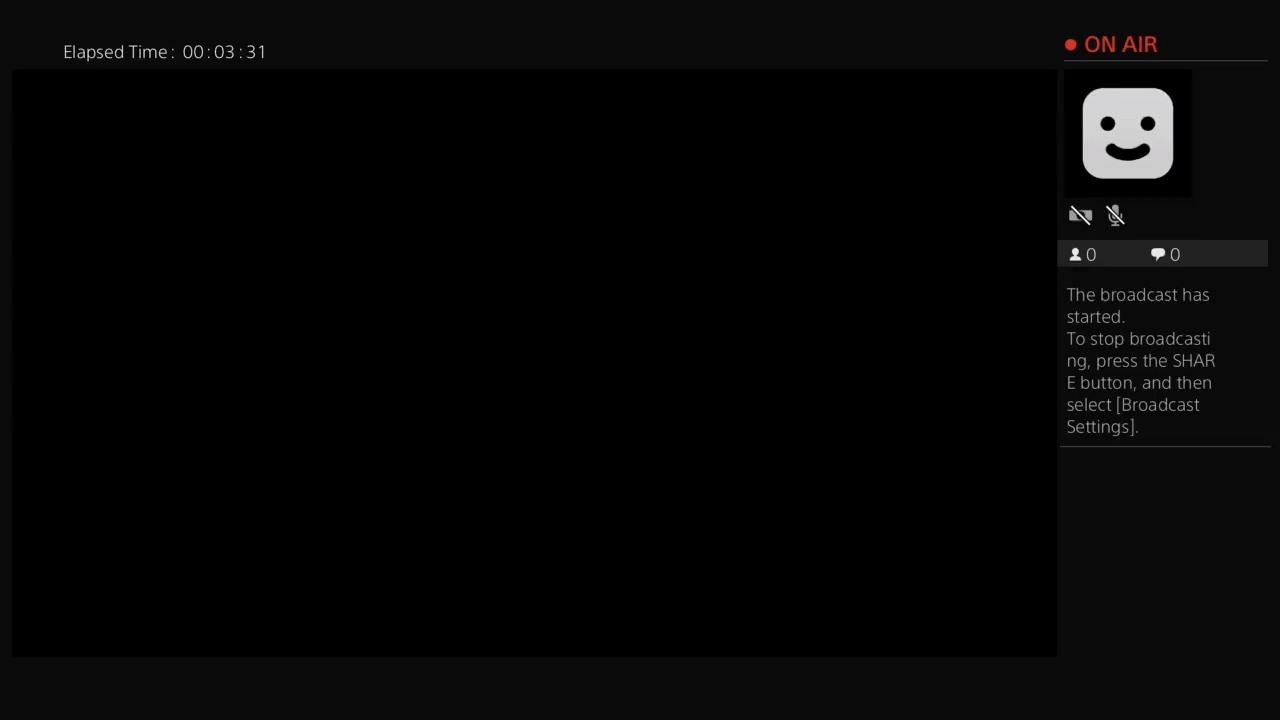 Elapsed Time: 00:03:31
ON AIR
0 0
The broadcast has
started.
To stop broadcasti
ng, press the SHAR
E button, and then
select [Broadcast
Settings].